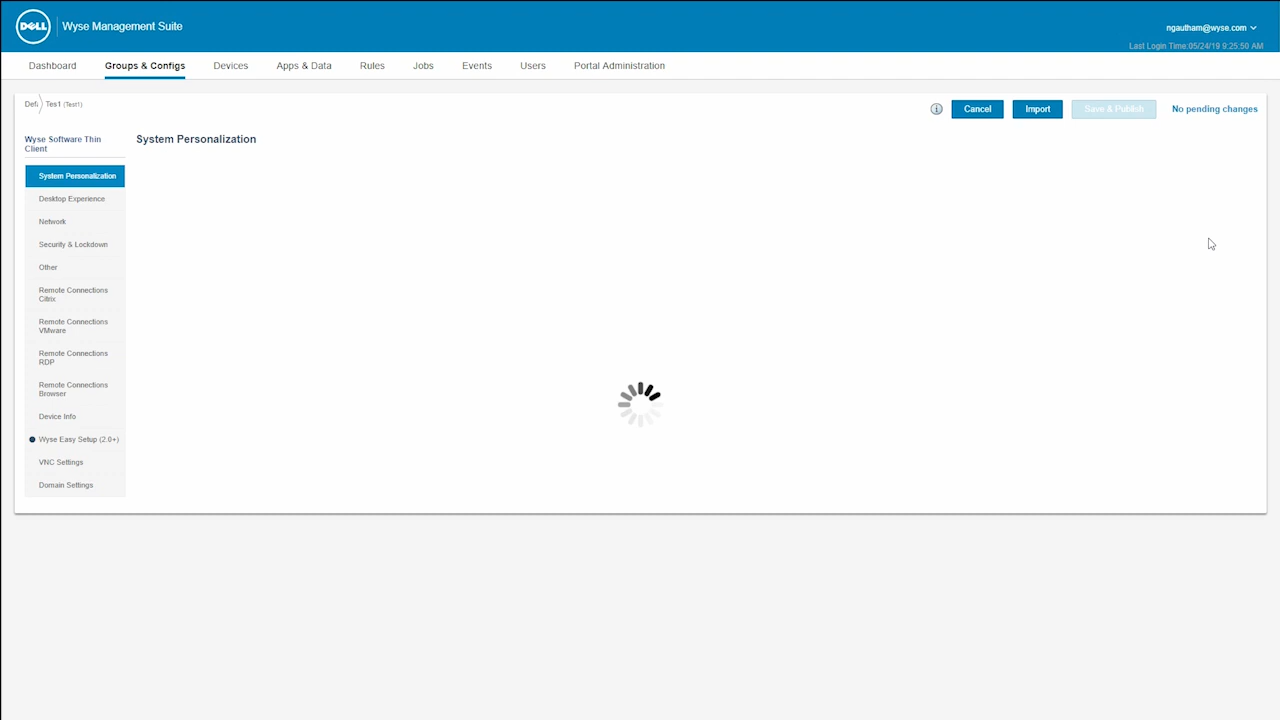 DELL Wyse Management Suite
ngautham@wyse.com
Last Login Time:05/24/19 9:25:50 AM
Dashboard Groups & Configs Devices Apps & Data Rules Jobs Events Users Portal Administration
Defa Tes1 (Test1)
Cancel Import Save & Publish No pending changes
Wyse Software Thin
Client
System Personalization
System Personalization
Desktop Experience
Network
Security & Lockdown
Other
Remote Connections
Citrix
Remote Connections
VMware
Remote Connections
RDP
Remote Connections
Browser
Device Info
Wyse Easy Setup (2.0+)
VNC Settings
Domain Settings